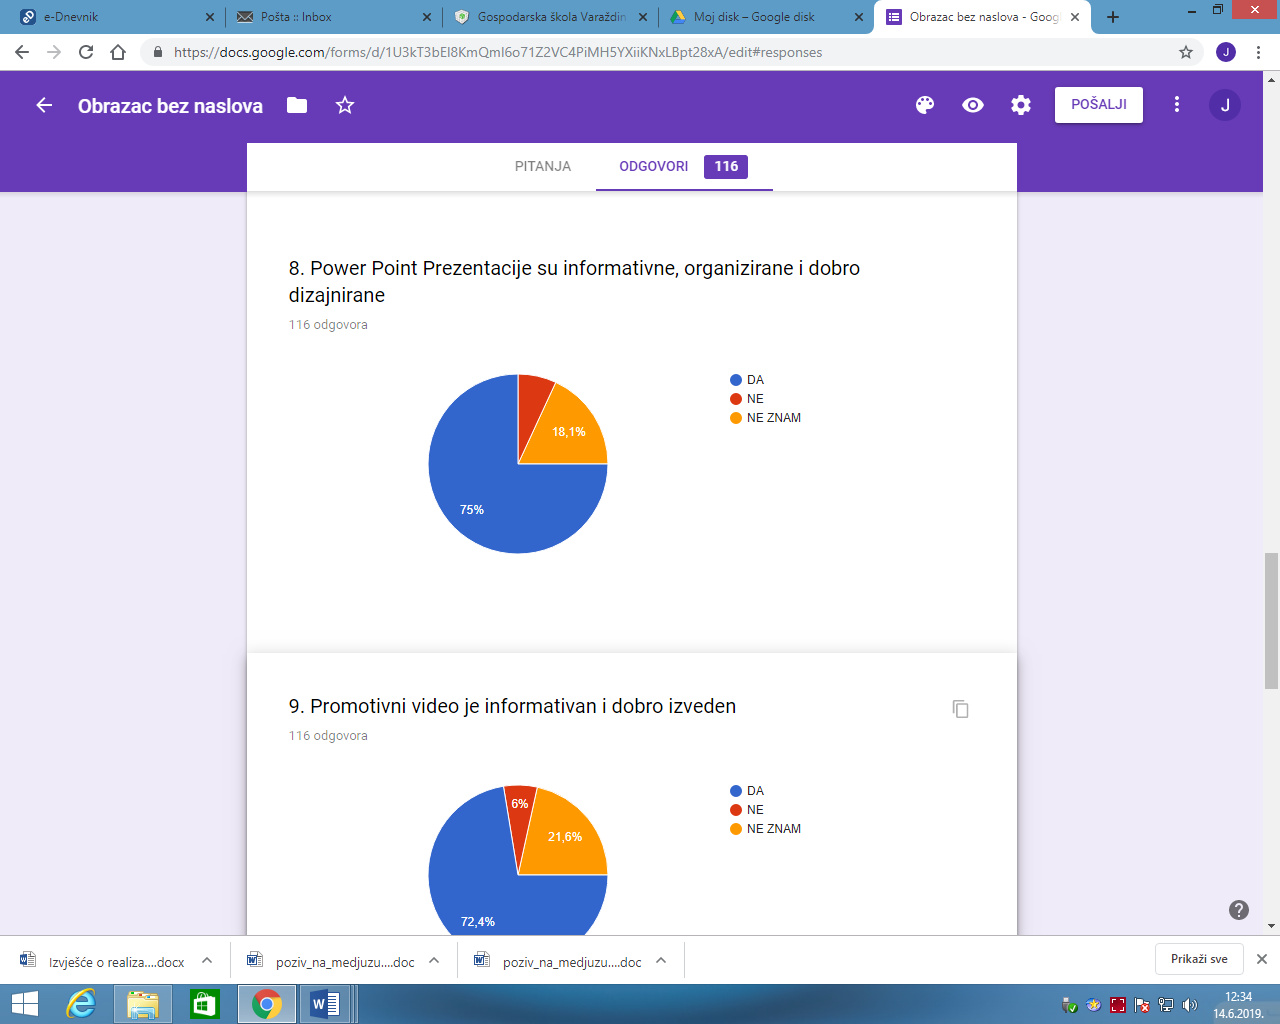 e-Dnevnik
Pošta :: Inbox
Gospodarska škola Varaždin
Moj disk – Google disk
Obrazac bez naslova - Goog
https://docs.google.com/forms/d/1U3kT3bEl8KmQmI6o71Z2VC4PiMH5YXiiKNxLBpt28xA/edit#responses
J
Obrazac bez naslova
POŠALJI
J
PITANJA
ODGOVORI 116
8. Power Point Prezentacije su informativne, organizirane i dobro
dizajnirane
116 odgovora
DA
NE
NE ZNAM
18,1%
75%
9. Promotivni video je informativan i dobro izveden
116 odgovora
DA
NE
NE ZNAM
6%
21,6%
72,4%
Izvješće o realiza....docx
poziv_na_medjuzu....doc
poziv_na_medjuzu....doc
Prikaži sve
12:34
14.6.2019.